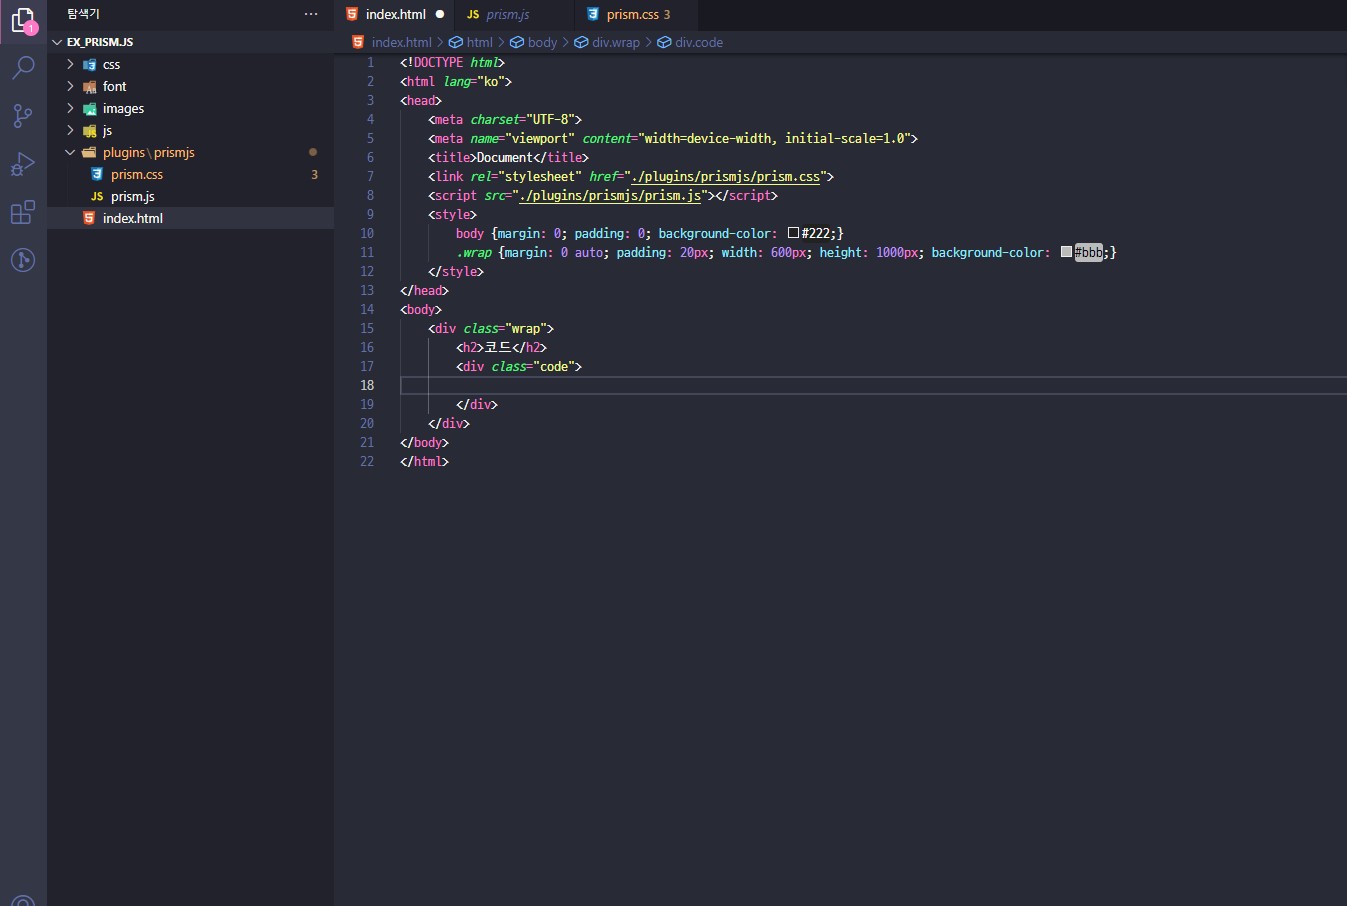 탐색기
EX_PRISM.JS
css
font
images
js
plugins\prismjs
prism.css 3
prism.js
index.html
1
index.html
prism.js
prism.css 3
index.html > html > body > div.wrap > div.code
1 <!DOCTYPE html>
2 <html lang="ko">
3 <head>
4 <meta charset="UTF-8">
5 <meta name="viewport" content="width=device-width, initial-scale=1.0">
6 <title>Document</title>
7 <link rel="stylesheet" href="./plugins/prismjs/prism.css">
8 <script src="./plugins/prismjs/prism.js"></script>
9 <style>
10 body {margin: 0; padding: 0; background-color: #222;}
11 .wrap {margin: 0 auto; padding: 20px; width: 600px; height: 1000px; background-color: #bbb;}
12 </style>
13 </head>
14 <body>
15 <div class="wrap">
16 <h2>코드</h2>
17 <div class="code">
18
19 </div>
20 </div>
21 </body>
22 </html>